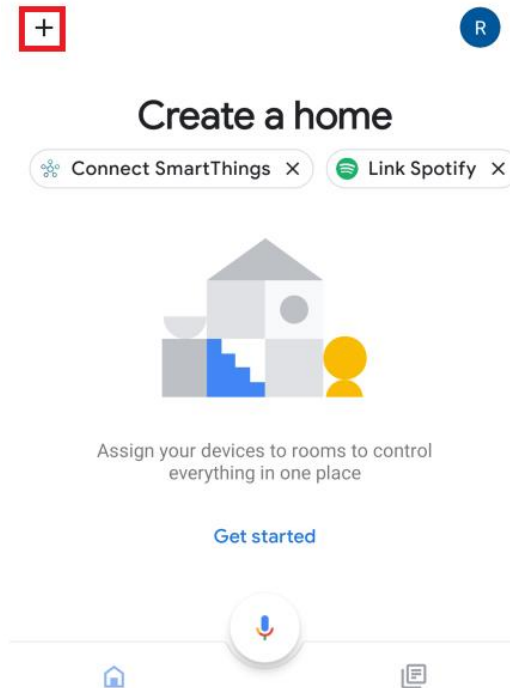 +
R
Create a home
Connect SmartThings ×
Link Spotify ×
Assign your devices to rooms to control
everything in one place
Get started